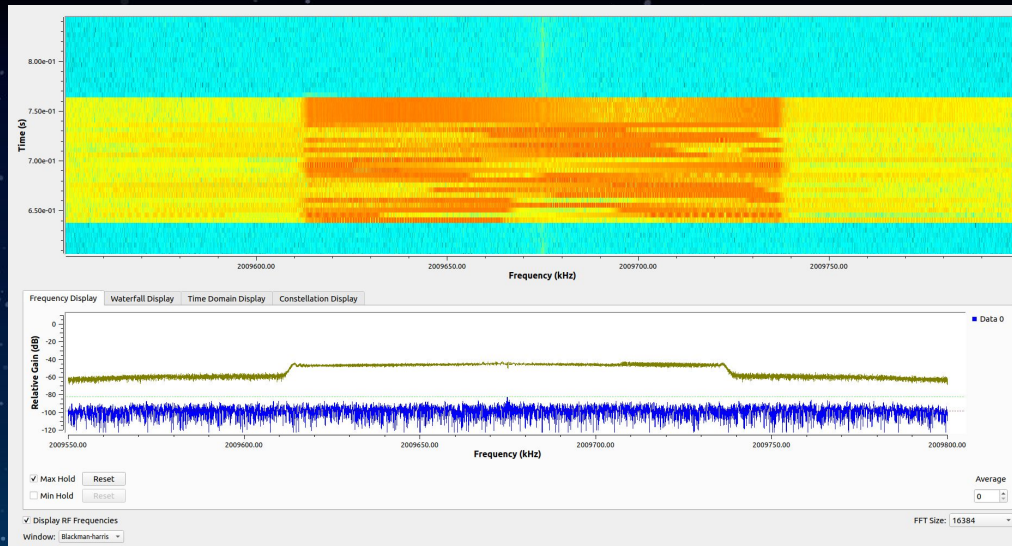 8.00e-01
7.50e-01
7.00e-01
6.50e-01
Time (s)
2009600.00 2009650.00 2009700.00 2009750.00
Frequency (kHz)
Frequency Display Waterfall Display Time Domain Display Constellation Display
Data 0
0
-20
-40
-60
-80
-100
-120
Relative Gain (dB)
2009550.00 2009600.00 2009650.00 2009700.00 2009750.00 2009800.00
Frequency (kHz)
Max Hold Reset
Min Hold Reset
Average
0
Display RF Frequencies
FFT Size: 16384
Window: Blackman-harris